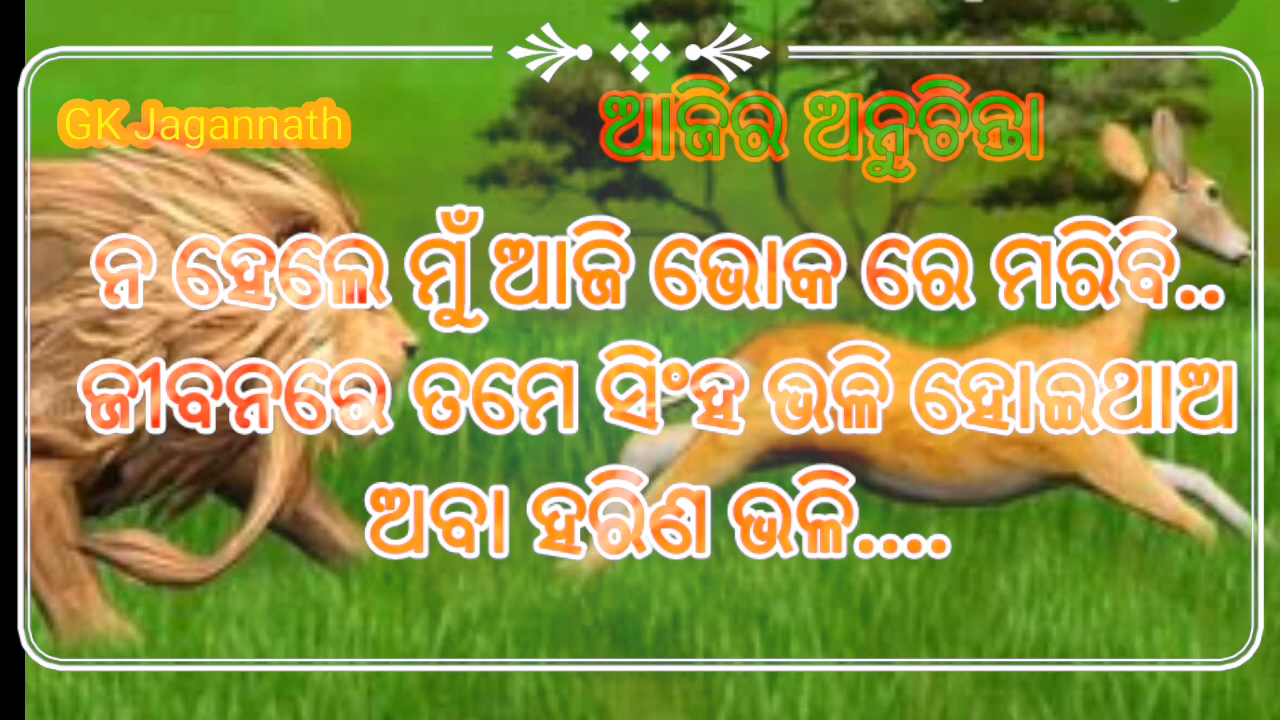 GK Jagannath
ଆଜିର ଅନୁଚିନ୍ତା
ନ ହେଲେ ମୁଁ ଆଜି ଭୋକ ରେ ମରିବି..
ଜୀବନରେ ତମେ ସିଂହ ଭଳି ହୋଇଥାଅ
ଅବା ହରିଣ ଭଳି....